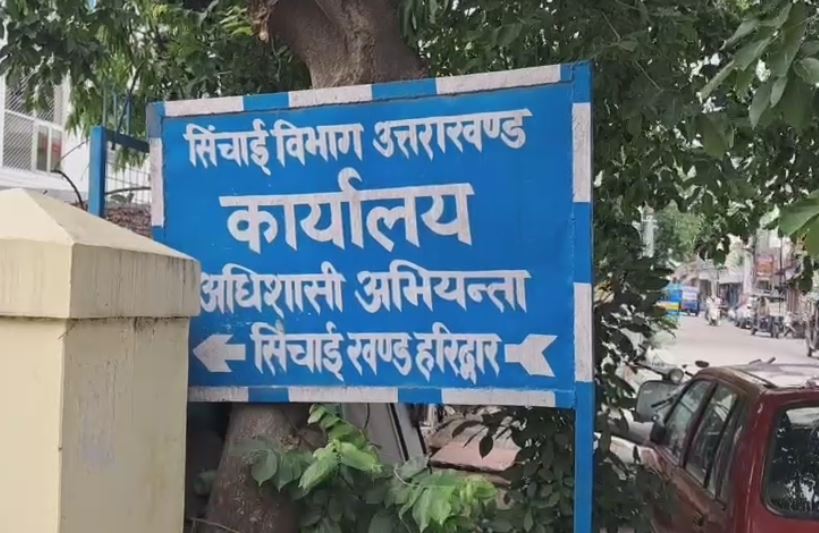 सिंचाई विभाग उत्तराखण्ड
कार्यालय
अधिशासी अभियन्ता
सिंचाई खण्ड हरिद्वार